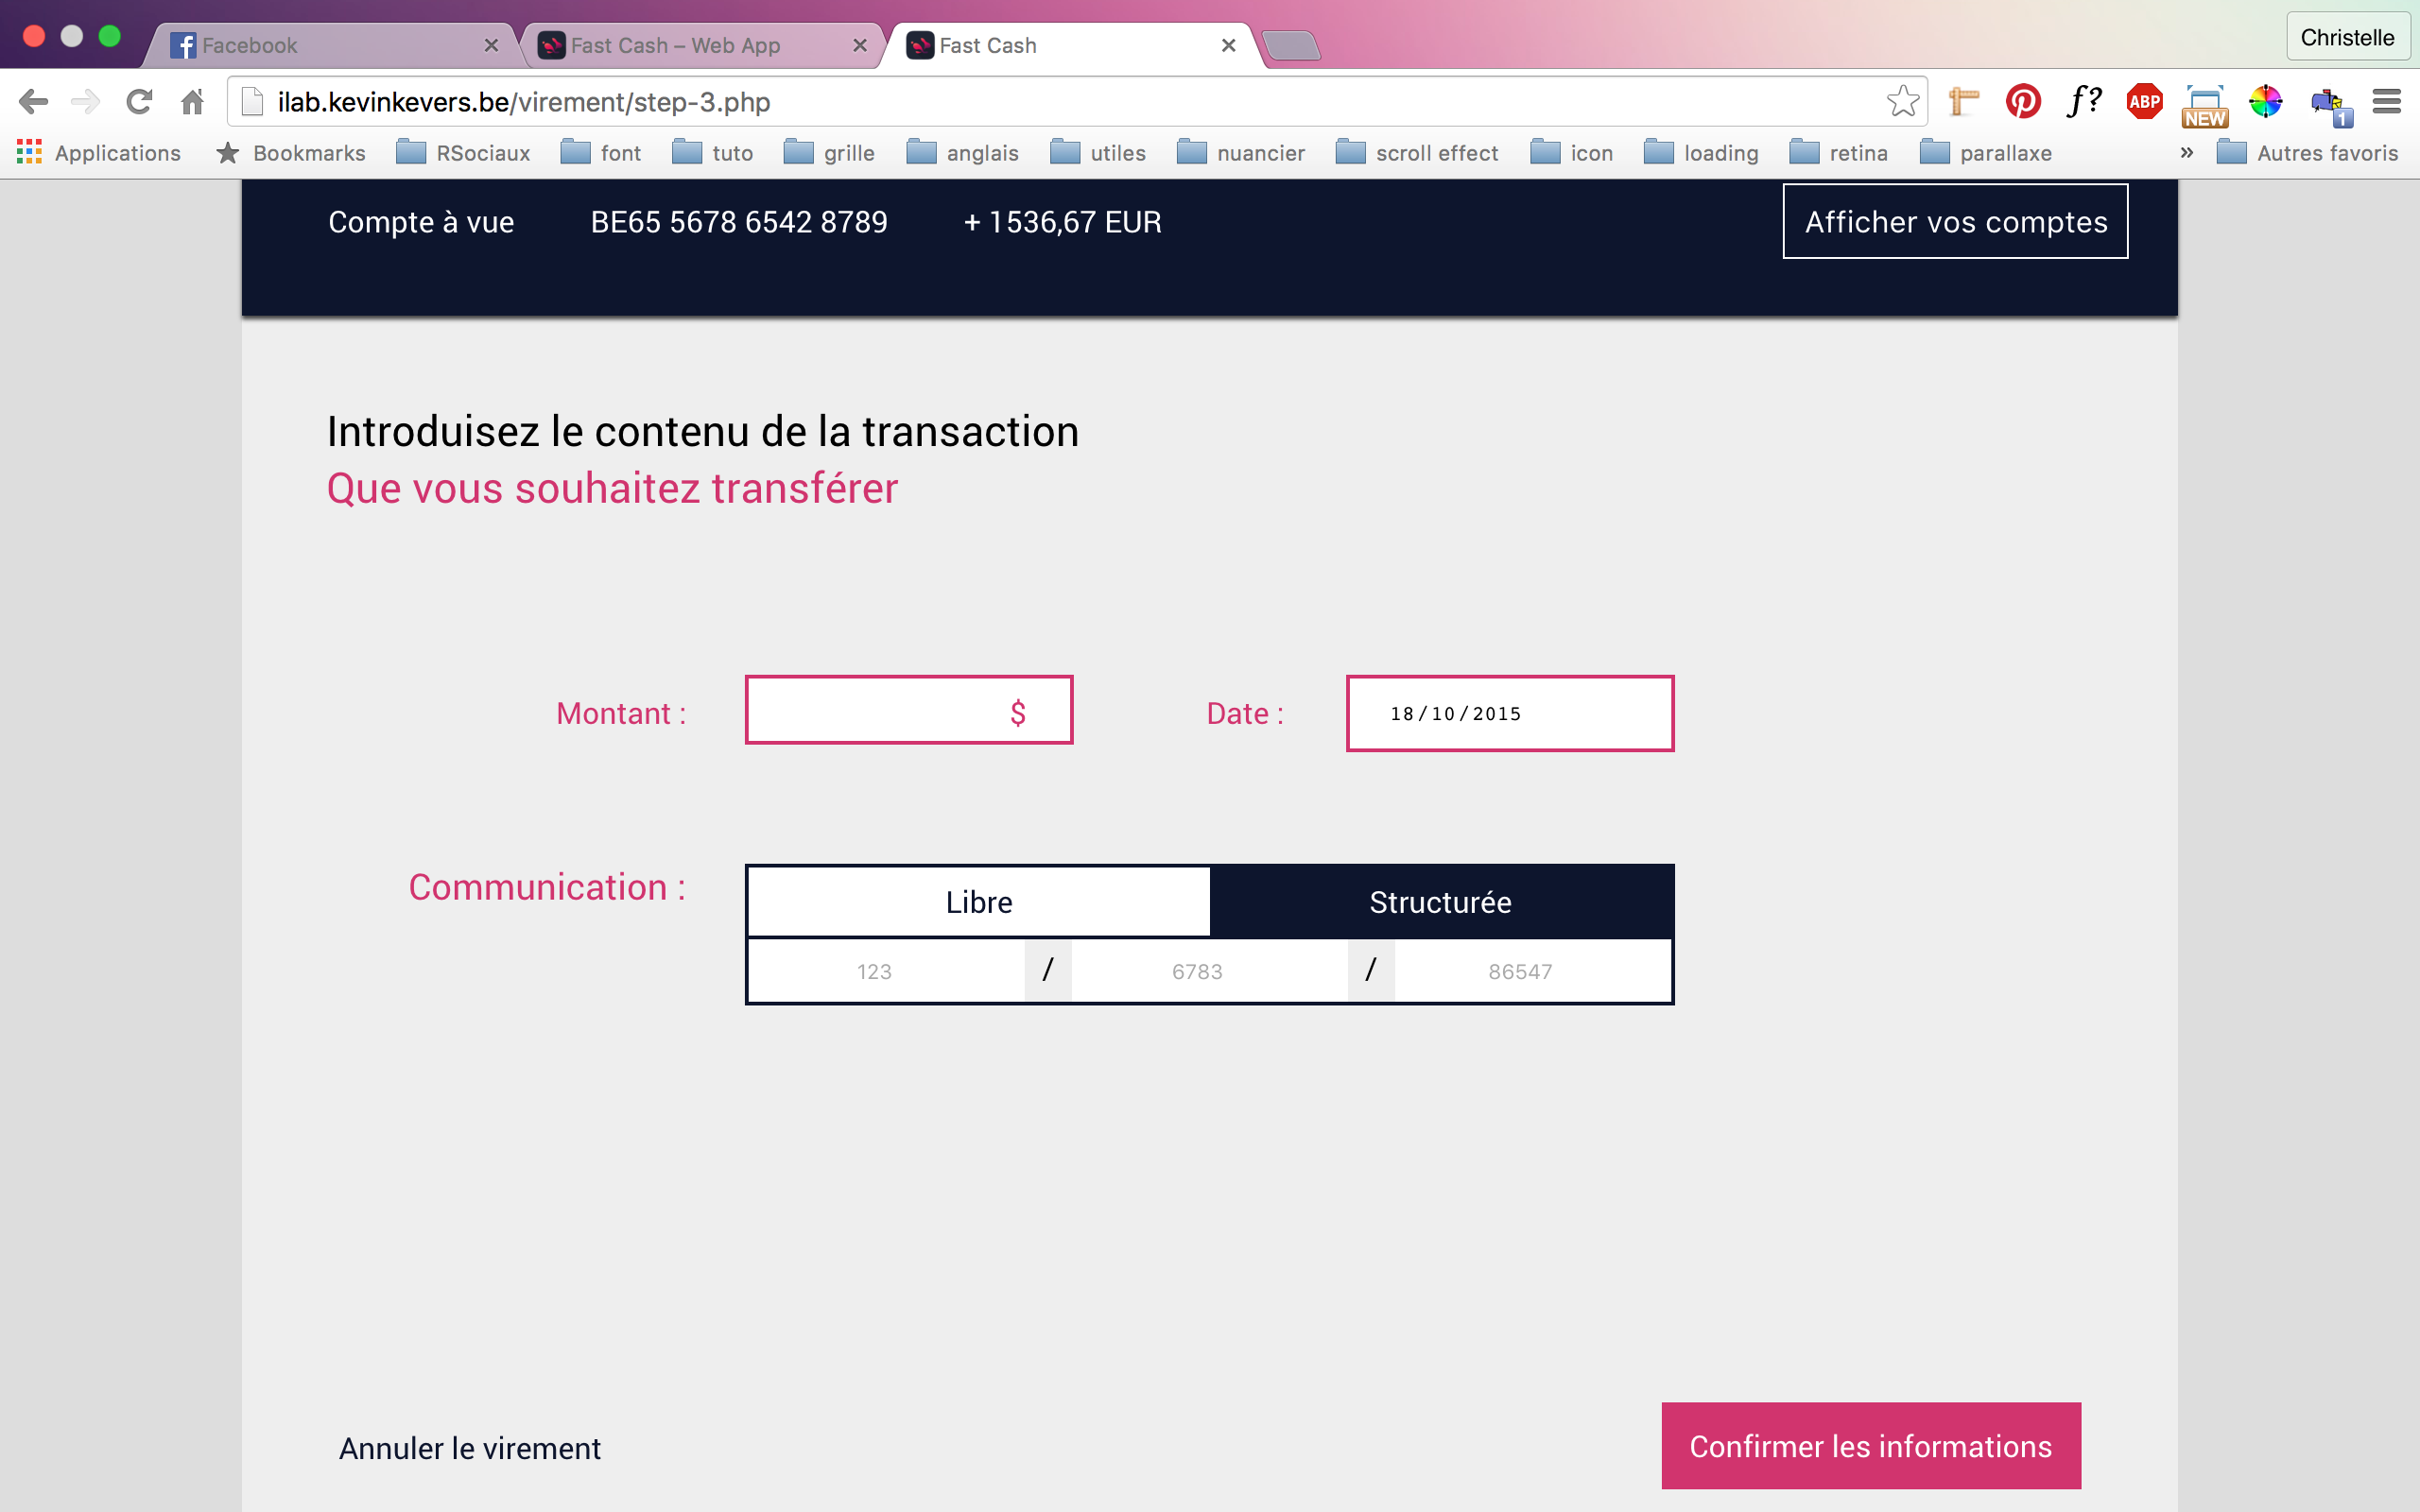 Facebook
Fast Cash – Web App
Fast Cash
Christelle
ilab.kevinkevers.be/virement/step-3.php
f?
ABP
NEW
1
Applications
Bookmarks
RSociaux
font
tuto
grille
anglais
utiles
nuancier
scroll effect
icon
loading
retina
parallaxe
»
Autres favoris
Compte à vue
BE65 5678 6542 8789
+ 1536,67 EUR
Afficher vos comptes
Introduisez le contenu de la transaction
Que vous souhaitez transférer
Montant :
$
Date :
18/10/2015
Communication :
Libre
Structurée
123 / 6783 / 86547
Annuler le virement
Confirmer les informations